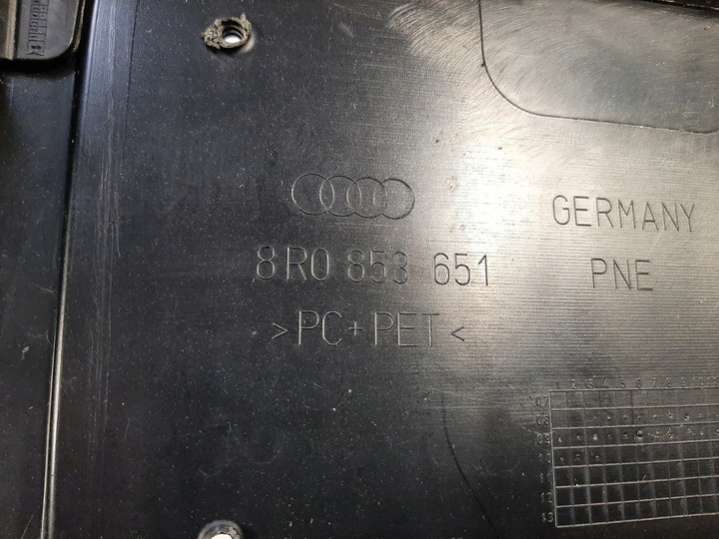 GERMANY
8R0 853 651
PNE
>PC+PET<